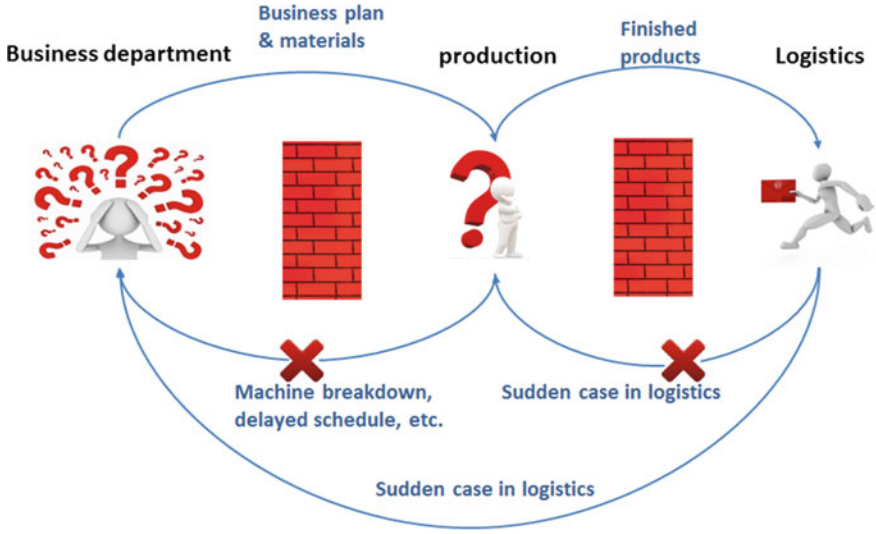 Business plan
& materials
Business department
production
Finished
products
Logistics
Machine breakdown,
delayed schedule, etc.
Sudden case in logistics
Sudden case in logistics